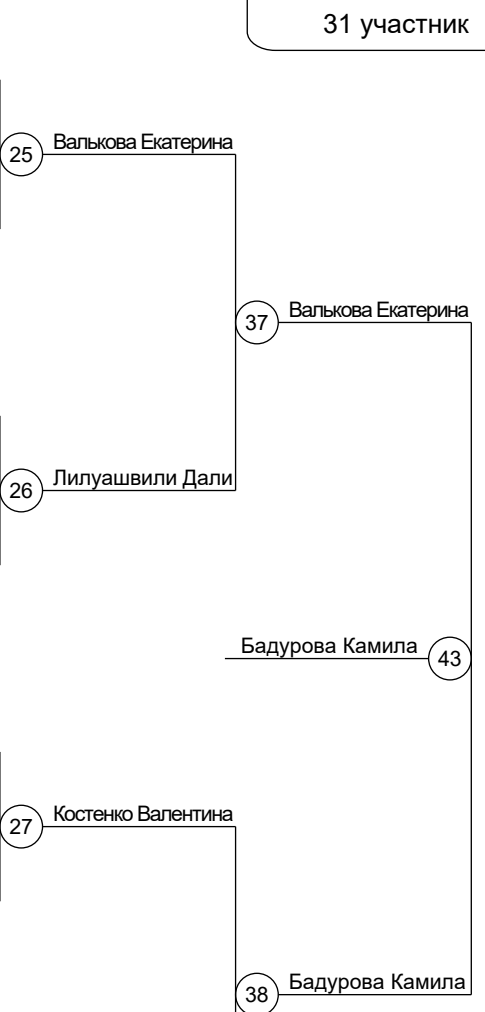 31 участник
25 Валькова Екатерина
37 Валькова Екатерина
26 Лилуашвили Дали
Бадурова Камила 43
27 Костенко Валентина
38 Бадурова Камила